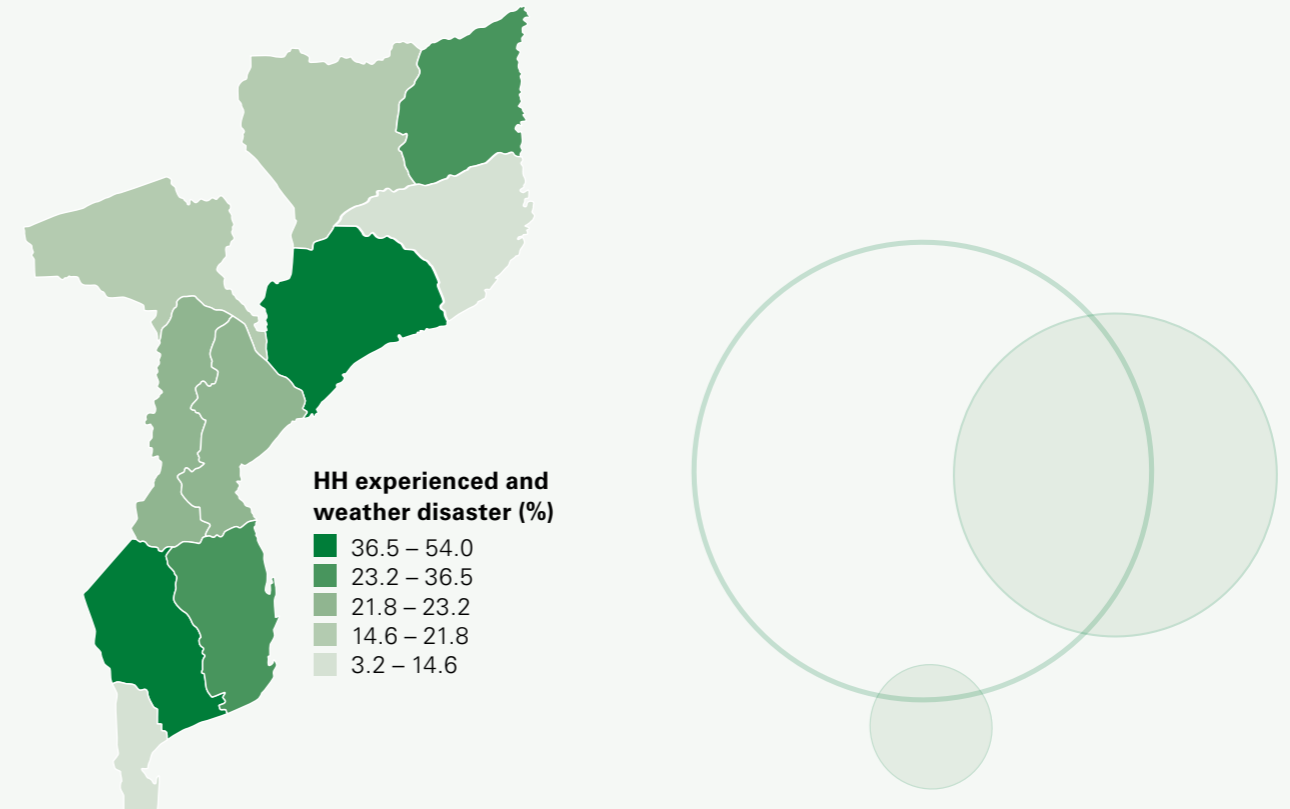 HH experienced and
weather disaster (%)
36.5 – 54.0
23.2 – 36.5
21.8 – 23.2
14.6 – 21.8
3.2 – 14.6